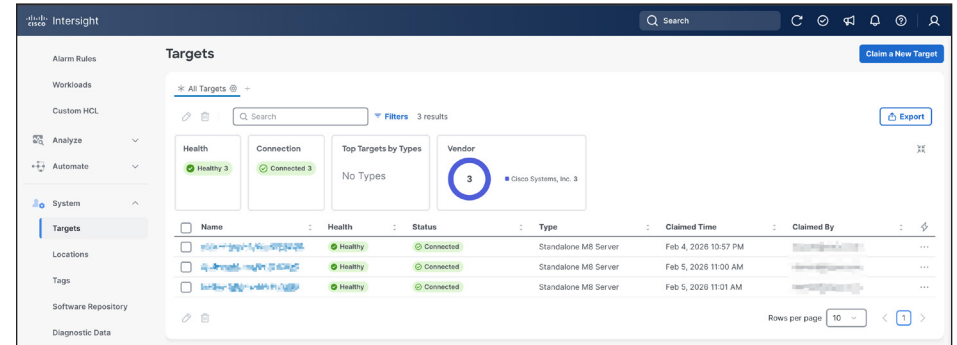 cisco Intersight
Search
Alarm Rules
Workloads
Custom HCL
Analyze
Automate
System
Targets
Locations
Tags
Software Repository
Diagnostic Data
Targets
Claim a New Target
All Targets
Search
Filters 3 results
Export
Health
Healthy 3
Connection
Connected 3
Top Targets by Types
No Types
Vendor
3
Cisco Systems, Inc. 3
Name Health Status Type Claimed Time Claimed By
Healthy Connected Standalone M8 Server Feb 4, 2026 10:57 PM
Healthy Connected Standalone M8 Server Feb 5, 2026 11:00 AM
Healthy Connected Standalone M8 Server Feb 5, 2026 11:01 AM
Rows per page 10 1